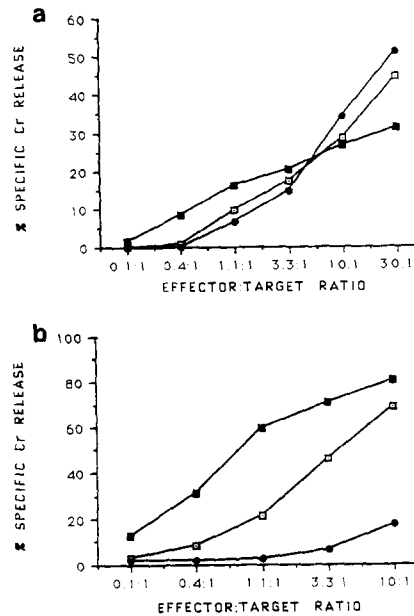 a
60
50
40
30
20
10
0
% SPECIFIC Cr RELEASE
0.1:1 0.4:1 1.1:1 3.3:1 10:1 30:1
EFFECTOR:TARGET RATIO
b
100
80
60
40
20
0
% SPECIFIC Cr RELEASE
0.1:1 0.4:1 1.1:1 3.3:1 10:1
EFFECTOR:TARGET RATIO